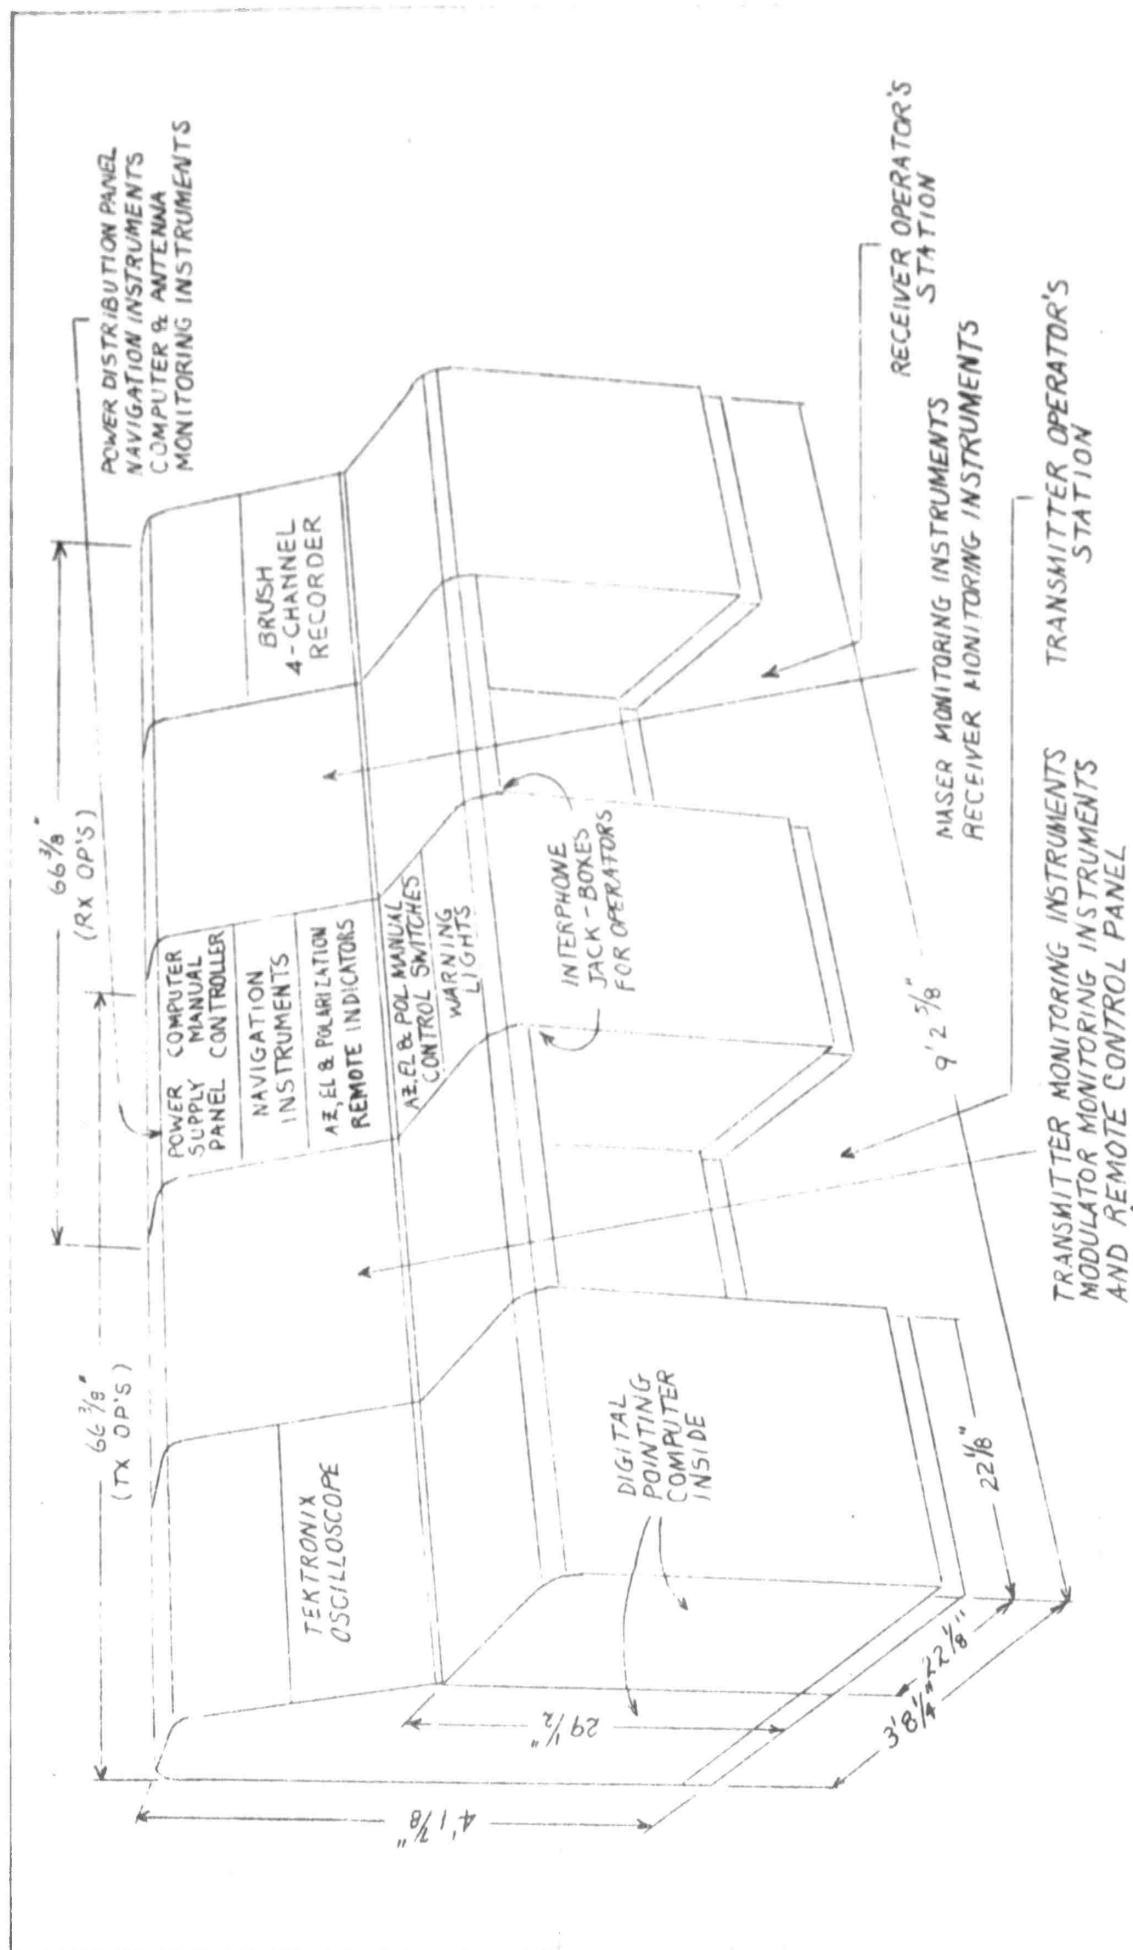 66 3/8"
(TX OP'S)
66 3/8"
(RX OP'S)
POWER DISTRIBUTION PANEL
NAVIGATION INSTRUMENTS
COMPUTER & ANTENNA
MONITORING INSTRUMENTS
4' 1 7/8"
29 1/2"
TEKTRONIX
OSCILLOSCOPE
POWER SUPPLY PANEL
COMPUTER MANUAL CONTROLLER
NAVIGATION
INSTRUMENTS
AZ, EL & POLARIZATION
REMOTE INDICATORS
AZ, EL & POL MANUAL
CONTROL SWITCHES
WARNING
LIGHTS
BRUSH
4-CHANNEL
RECORDER
DIGITAL
POINTING
COMPUTER
INSIDE
INTERPHONE
JACK-BOXES
FOR OPERATORS
3' 8 1/4"
22 1/8"
22 1/8"
9' 2 5/8"
RECEIVER OPERATOR'S
STATION
MASER MONITORING INSTRUMENTS
RECEIVER MONITORING INSTRUMENTS
TRANSMITTER OPERATOR'S
STATION
TRANSMITTER MONITORING INSTRUMENTS
MODULATOR MONITORING INSTRUMENTS
AND REMOTE CONTROL PANEL